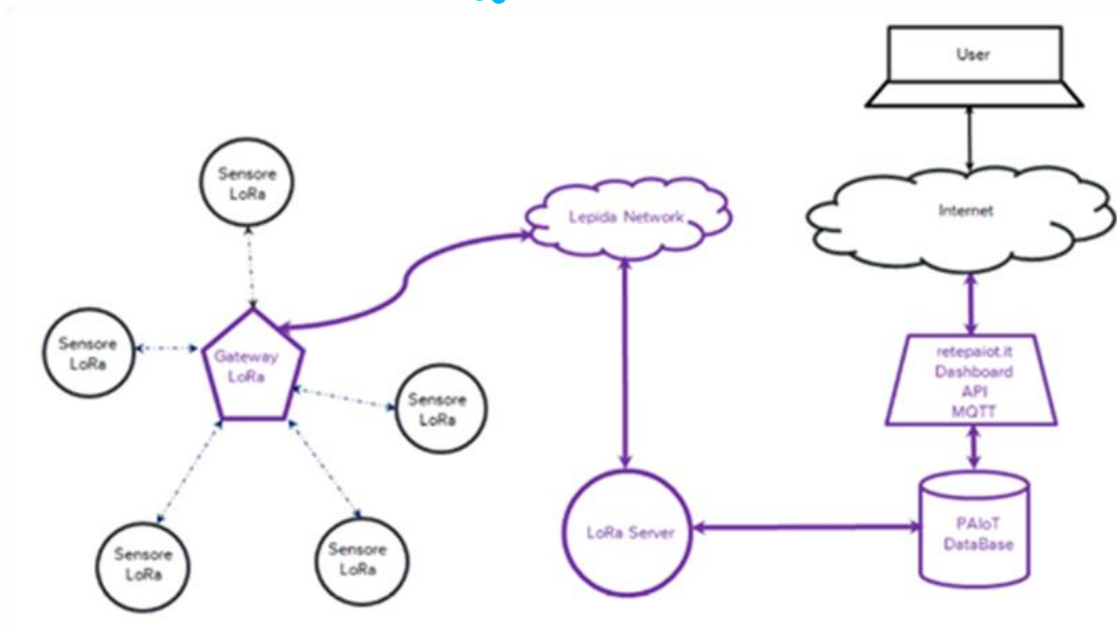 User
Sensore
LoRa
Lepida Network
Internet
Sensore
LoRa
Gateway
LoRa
retepaiot.it
Dashboard
API
MQTT
Sensore
LoRa
LoRa Server
PAIoT
DataBase
Sensore
LoRa
Sensore
LoRa